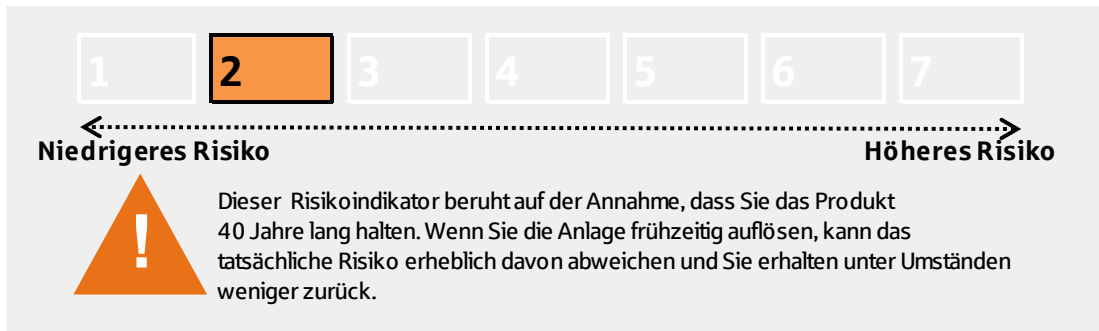 1 2 3 4 5 6 7
Niedrigeres Risiko Höheres Risiko
! Dieser Risikoindikator beruht auf der Annahme, dass Sie das Produkt
40 Jahre lang halten. Wenn Sie die Anlage frühzeitig auflösen, kann das
tatsächliche Risiko erheblich davon abweichen und Sie erhalten unter Umständen
weniger zurück.